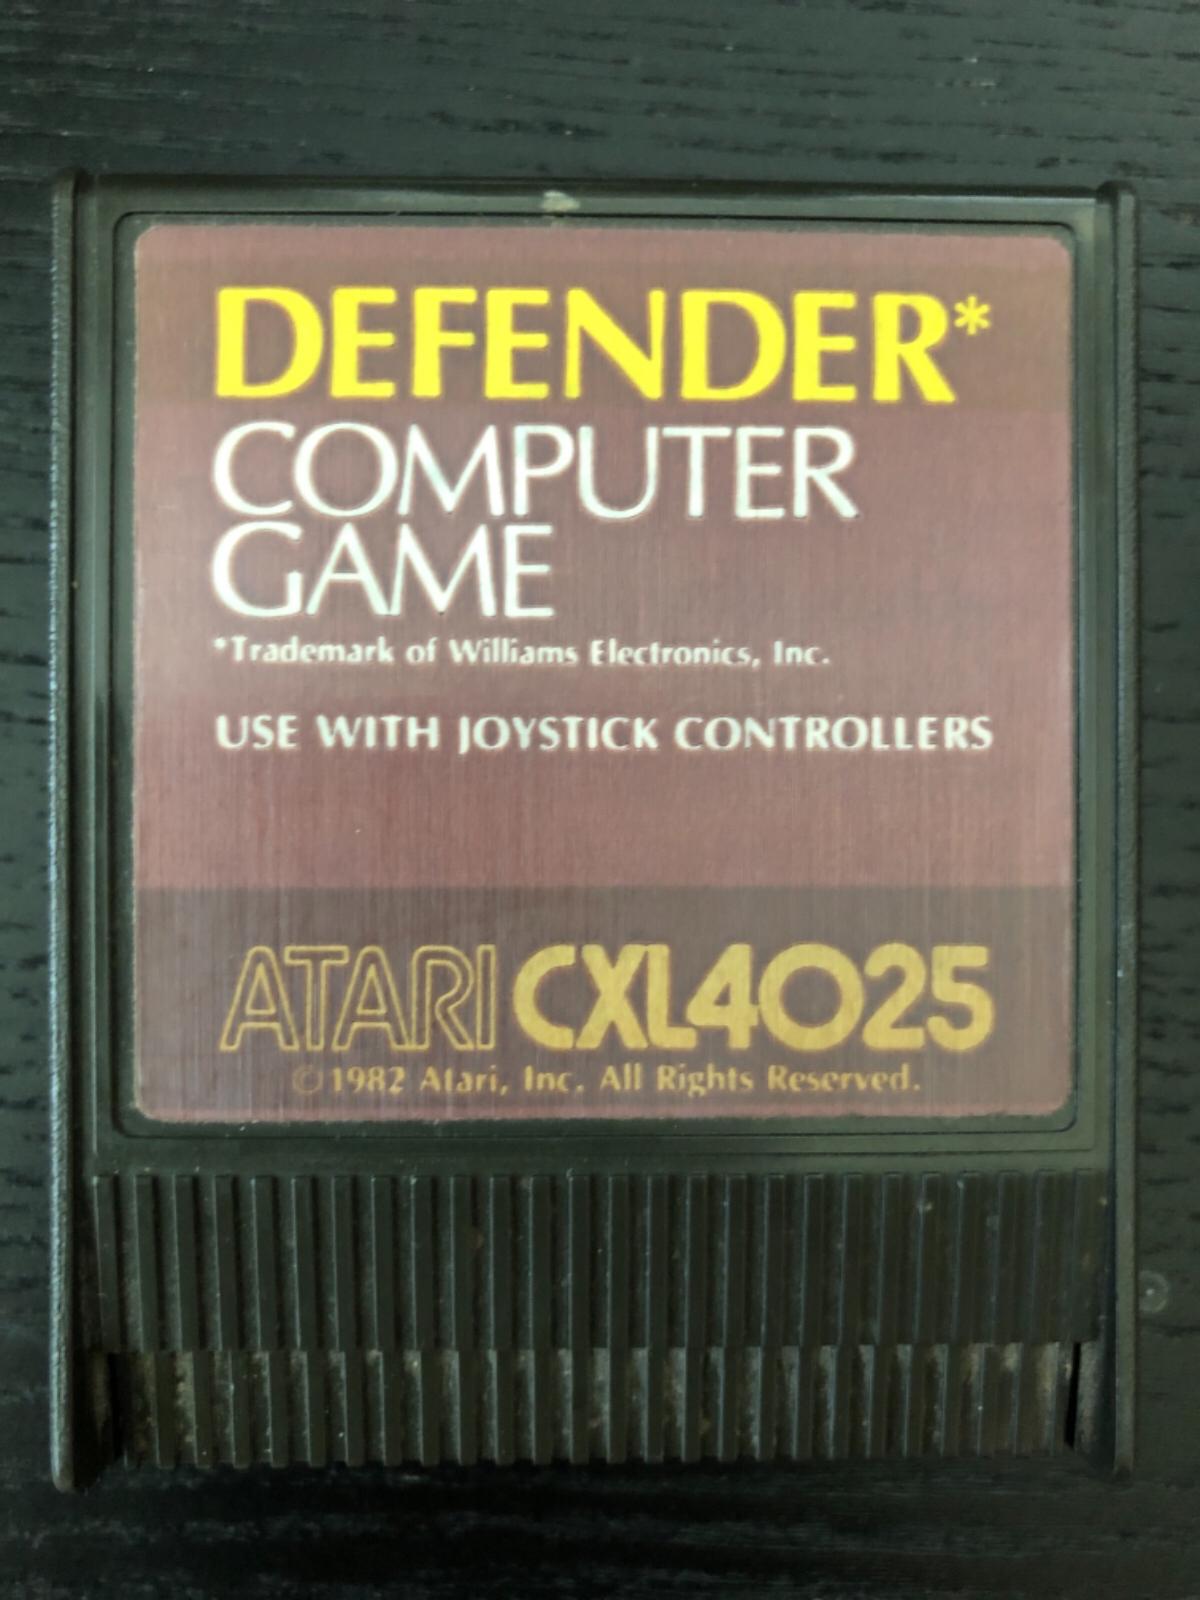 DEFENDER*
COMPUTER
GAME
*Trademark of Williams Electronics, Inc.
USE WITH JOYSTICK CONTROLLERS
ATARI CXL4025
©1982 Atari, Inc. All Rights Reserved.